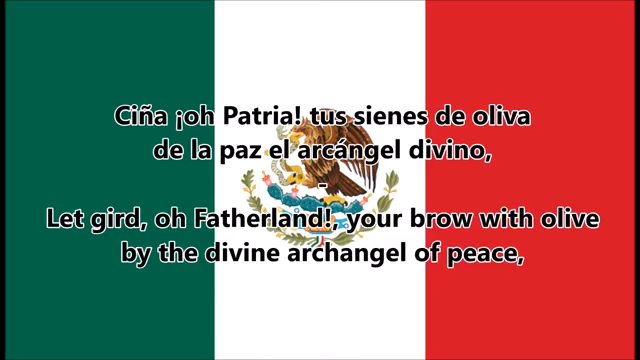 Ciña ¡oh Patria! tus sienes de oliva
de la paz el arcángel divino,
-
Let gird, oh Fatherland!, your brow with olive
by the divine archangel of peace,